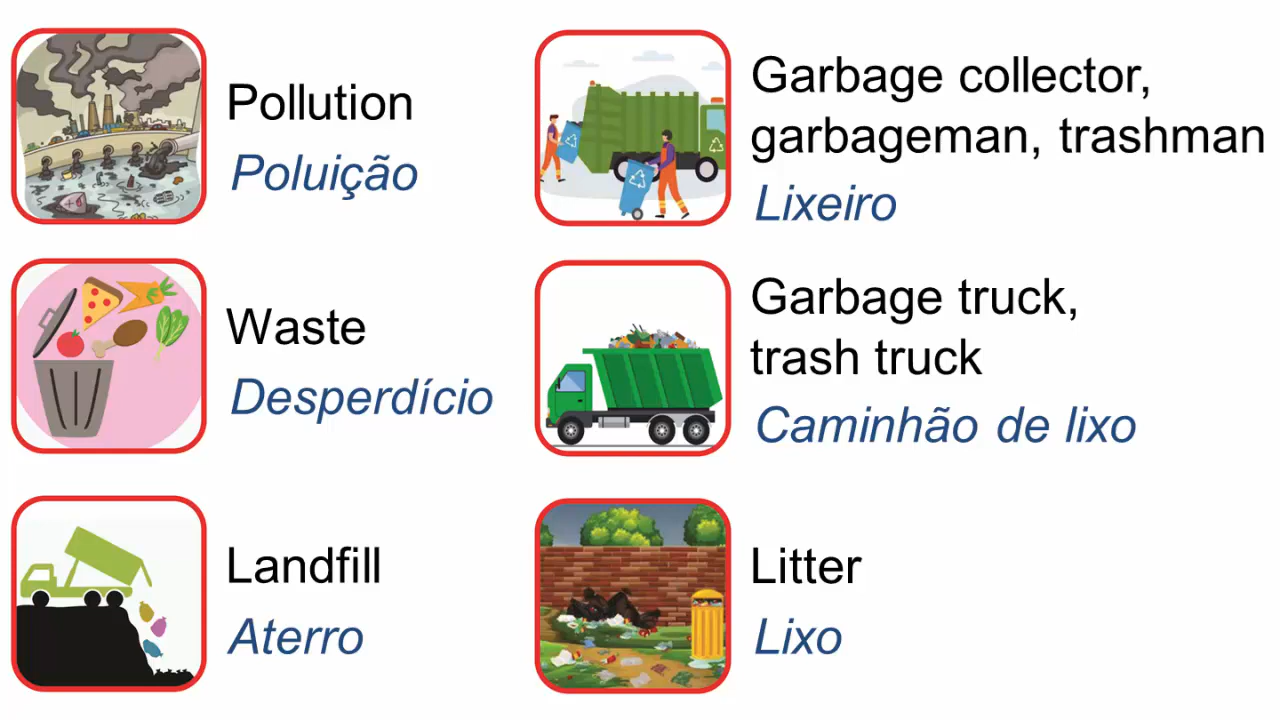 Pollution
Poluição
Waste
Desperdício
Landfill
Aterro
Garbage collector,
garbageman, trashman
Lixeiro
Garbage truck,
trash truck
Caminhão de lixo
Litter
Lixo